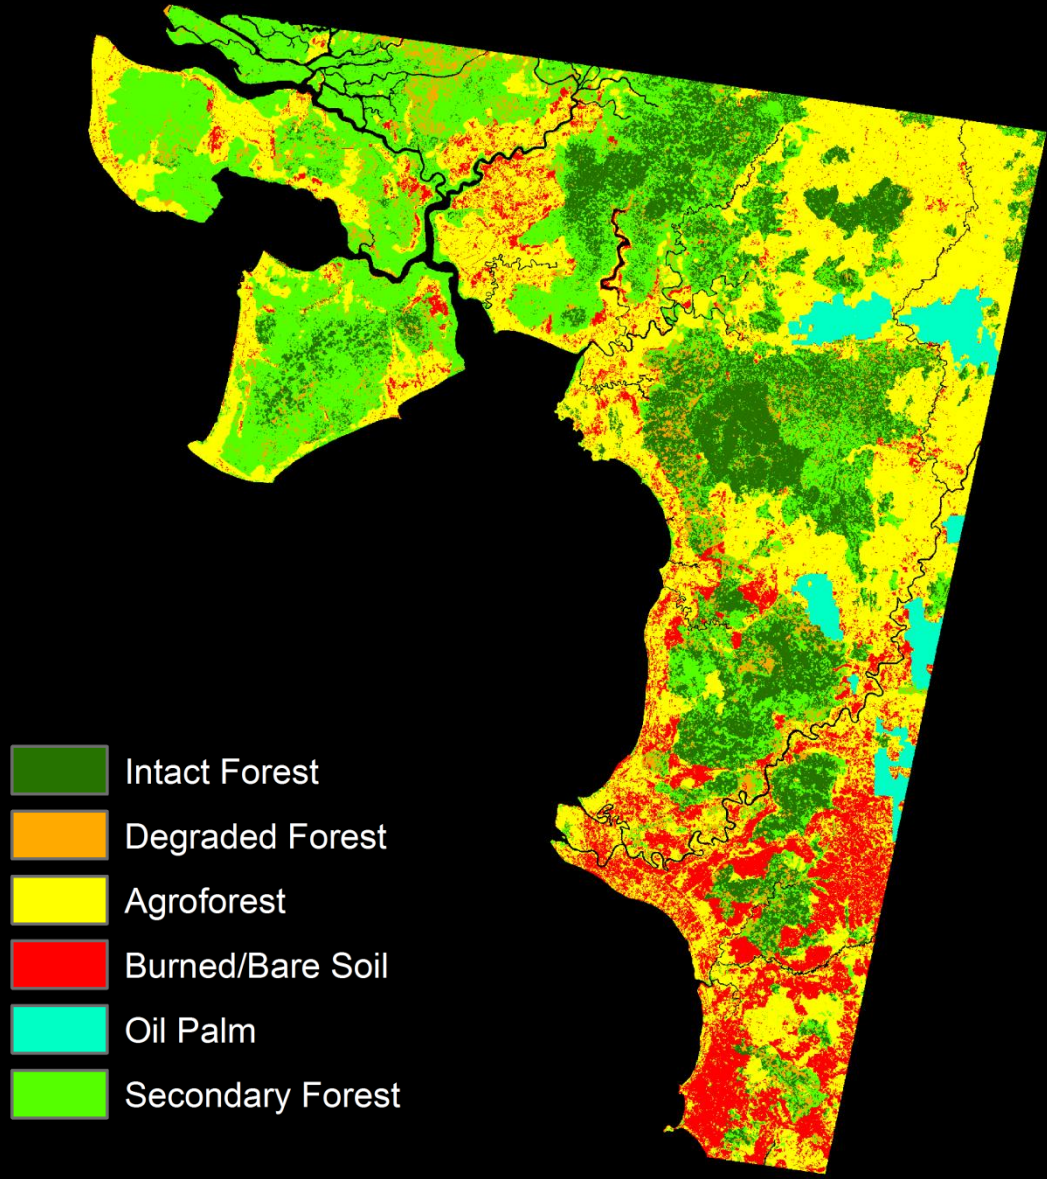 Intact Forest
Degraded Forest
Agroforest
Burned/Bare Soil
Oil Palm
Secondary Forest